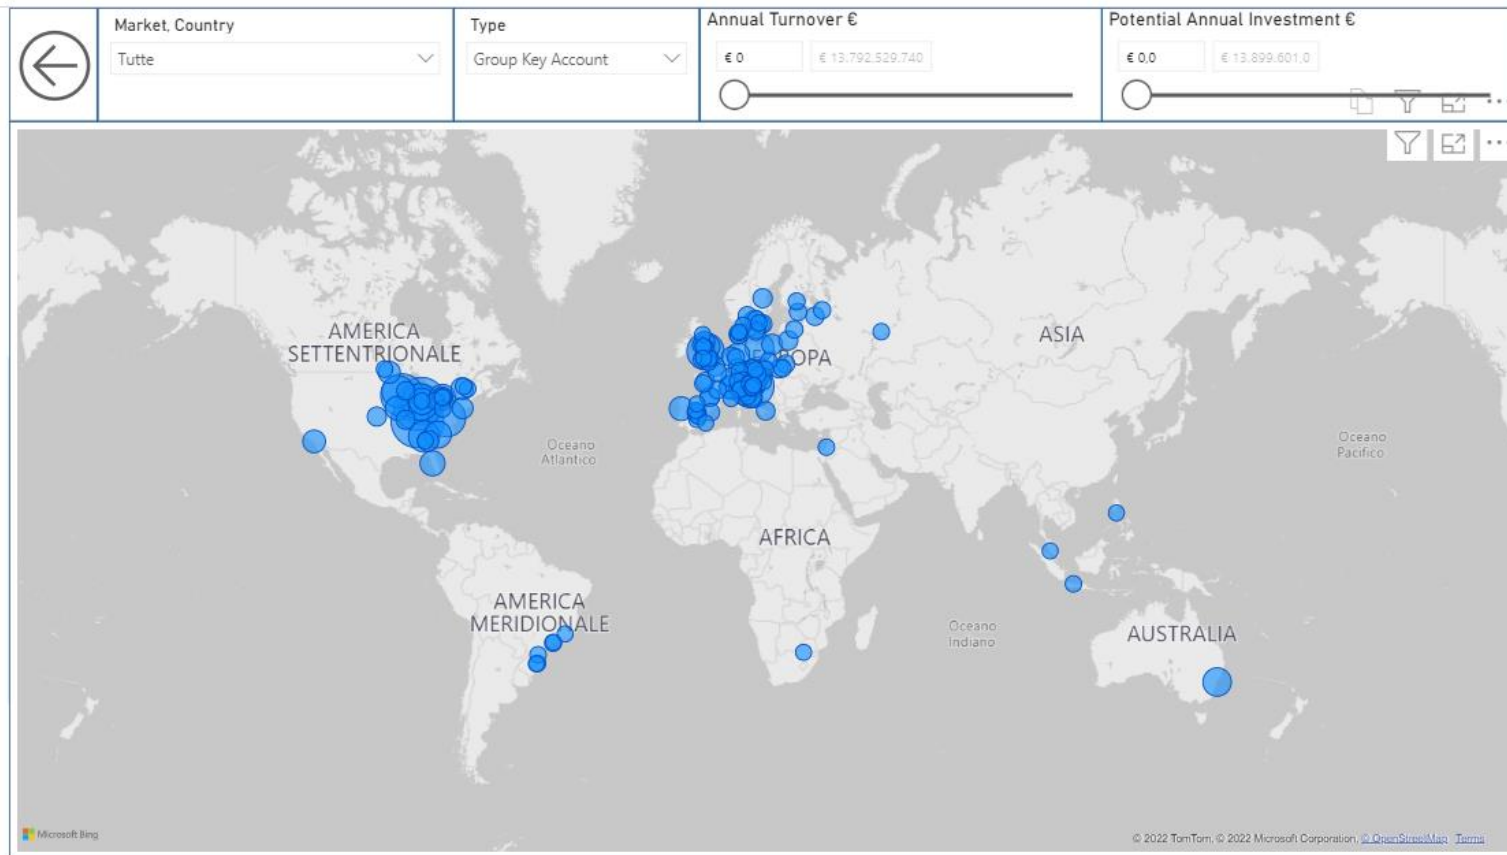 Market, Country
Tutte
Type
Group Key Account
Annual Turnover €
€ 0
€ 13.792.529.740
Potential Annual Investment €
€ 0,0
€ 13.899.601,0
AMERICA
SETTENTRIONALE
EUROPA
ASIA
Oceano
Atlantico
Oceano
Pacifico
AFRICA
AMERICA
MERIDIONALE
Oceano
Indiano
AUSTRALIA
Microsoft Bing
© 2022 TomTom, © 2022 Microsoft Corporation, © OpenStreetMap Terms